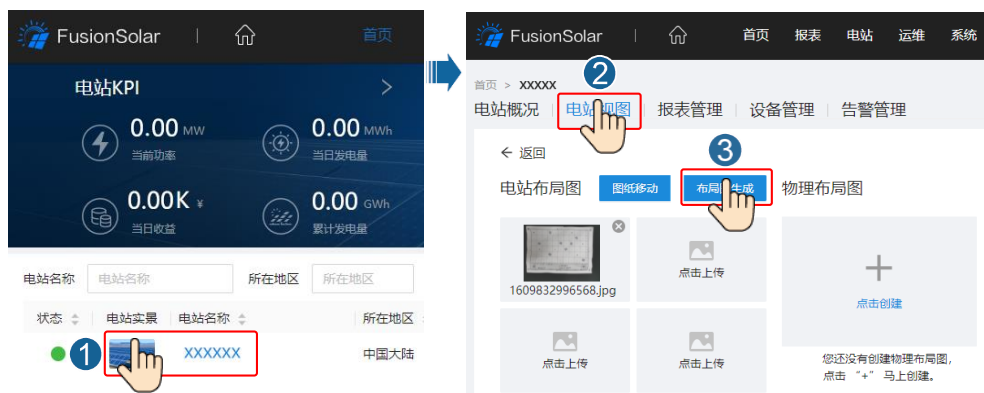 FusionSolar
首页
电站KPI
0.00 MW
当前功率
0.00 MWh
当日发电量
0.00K ¥
当日收益
0.00 GWh
累计发电量
电站名称 电站名称 所在地区 所在地区
状态 电站实景 电站名称 所在地区
1 XXXXXX 中国大陆
FusionSolar 首页 报表 电站 运维 系统
首页 > XXXXX
2
电站概况 电站视图 报表管理 设备管理 告警管理
← 返回
3
电站布局图 图纸移动 布局图生成 物理布局图
1609832996568.jpg
点击上传
点击创建
点击上传
点击上传
您还没有创建物理布局图，
点击 “+” 马上创建。